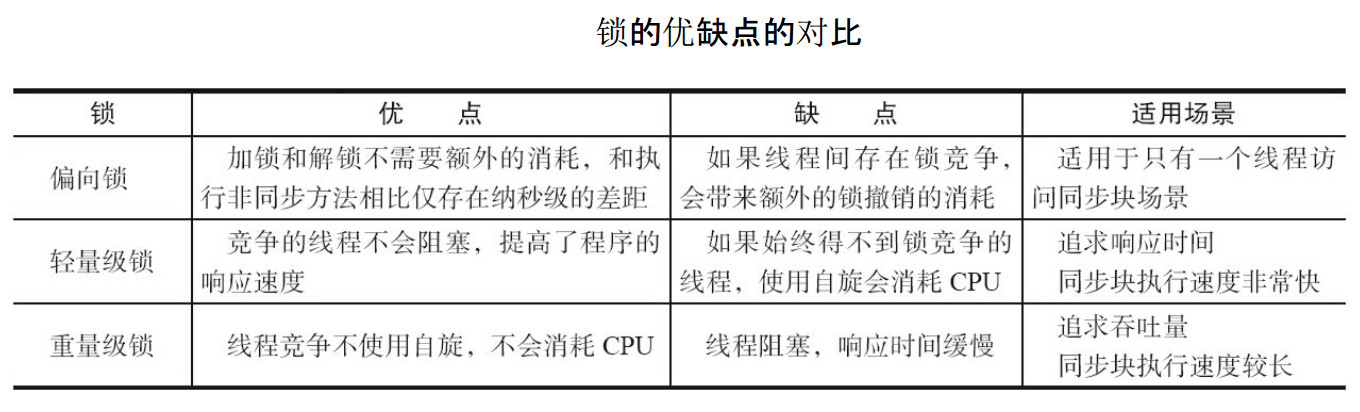 锁的优缺点的对比
锁 优 点 缺 点 适用场景
偏向锁
加锁和解锁不需要额外的消耗，和执
行非同步方法相比仅存在纳秒级的差距
如果线程间存在锁竞争，
会带来额外的锁撤销的消耗
适用于只有一个线程访
问同步块场景
轻量级锁
竞争的线程不会阻塞，提高了程序的
响应速度
如果始终得不到锁竞争的
线程，使用自旋会消耗 CPU
追求响应时间
同步块执行速度非常快
重量级锁
线程竞争不使用自旋，不会消耗 CPU
线程阻塞，响应时间缓慢
追求吞吐量
同步块执行速度较长